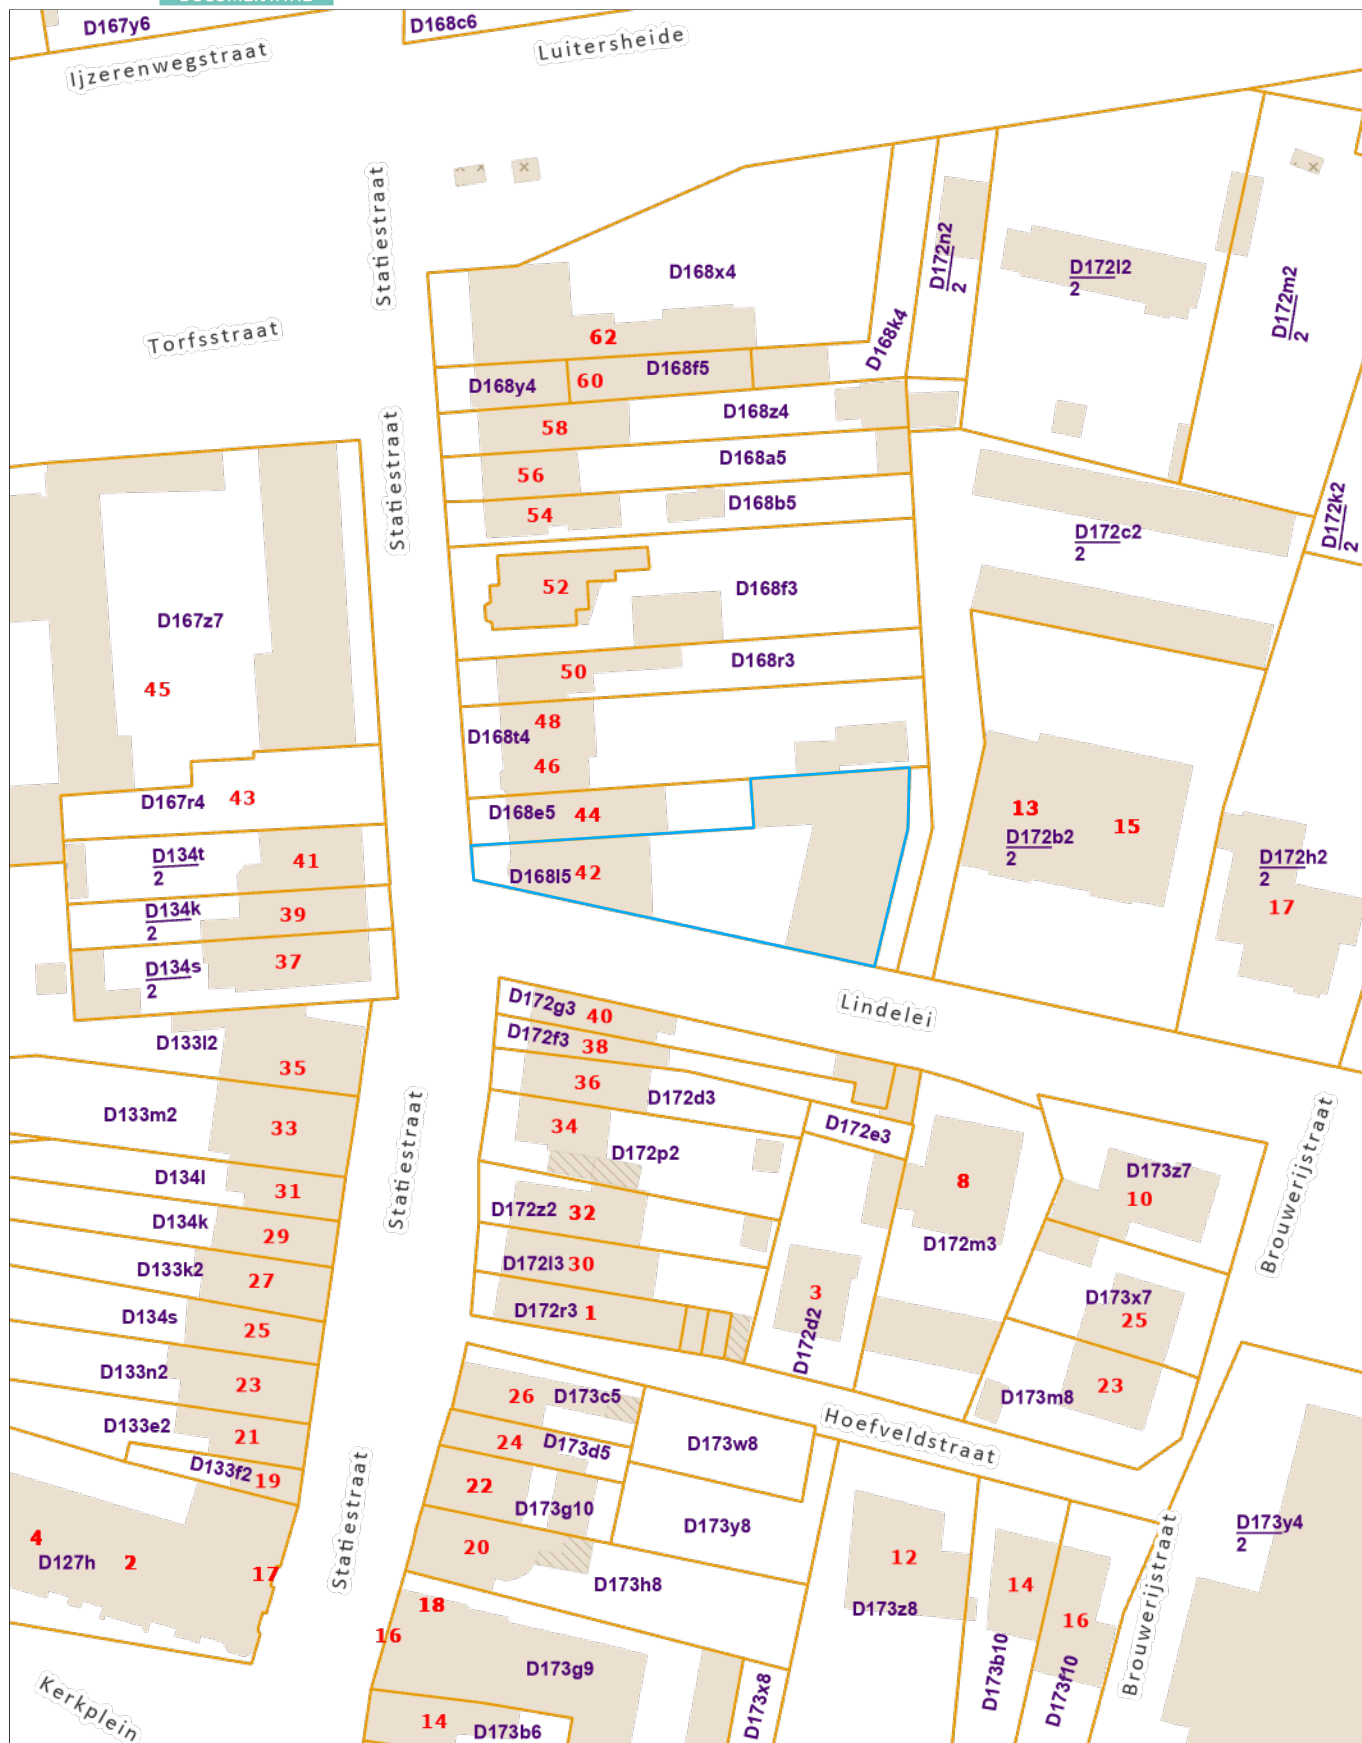 D167y6
D168c6
Ijzerenwegstraat
Luitersheide
Statiestraat
Torfsstraat
D168x4
62
D168k4
D172n2
2
D172l2
2
D172m2
2
D168y4
60
D168f5
58
D168z4
56
D168a5
54
D168b5
Statiestraat
D172c2
2
D172k2
2
52
D168f3
D167z7
45
50
D168r3
48
D168t4
46
D167r4
43
D168e5
44
13
15
D172b2
2
D172h2
2
17
D134t
2
41
D168l5
42
D134k
2
39
D134s
2
37
Lindelei
D172g3
40
D172f3
38
36
D172d3
34
D172p2
D172e3
D133l2
35
D133m2
33
Statiestraat
D134l
31
D134k
29
D133k2
27
D134s
25
D133n2
23
D133e2
21
D133f2
19
D172z2
32
D172l3
30
D172r3
1
3
D172d2
8
D172m3
D173z7
10
Brouwerijstraat
D173x7
25
D173m8
23
Hoefveldstraat
26
D173c5
24
D173d5
D173w8
22
D173g10
D173y8
20
D173h8
Statiestraat
4
D127h
2
17
18
16
D173g9
14
D173b6
D173x8
12
D173z8
14
D173b10
16
D173f10
Brouwerijstraat
D173y4
2
Kerkplein